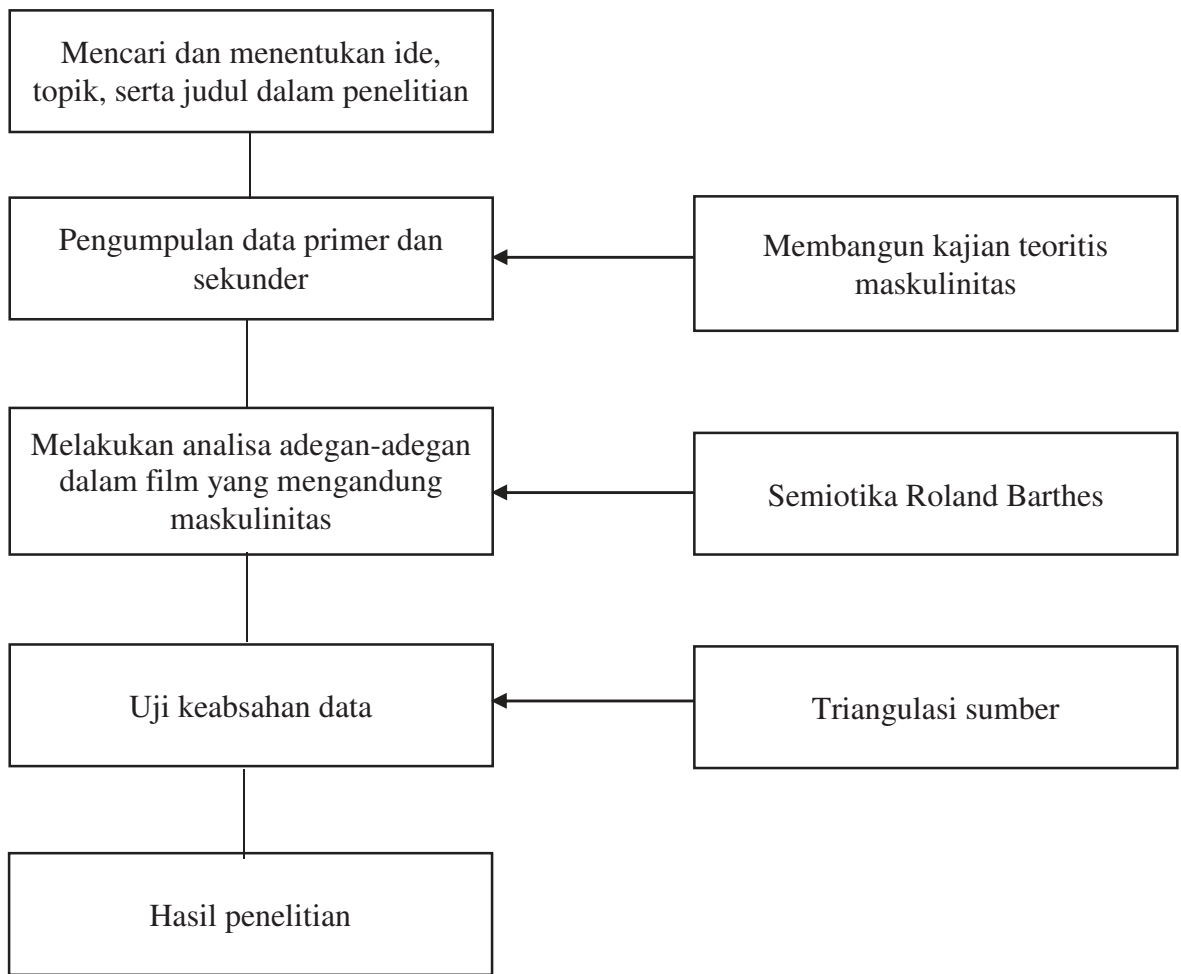 Mencari dan menentukan ide,
topik, serta judul dalam penelitian
Pengumpulan data primer dan
sekunder
Membangun kajian teoritis
maskulinitas
Melakukan analisa adegan-adegan
dalam film yang mengandung
maskulinitas
Semiotika Roland Barthes
Uji keabsahan data
Triangulasi sumber
Hasil penelitian